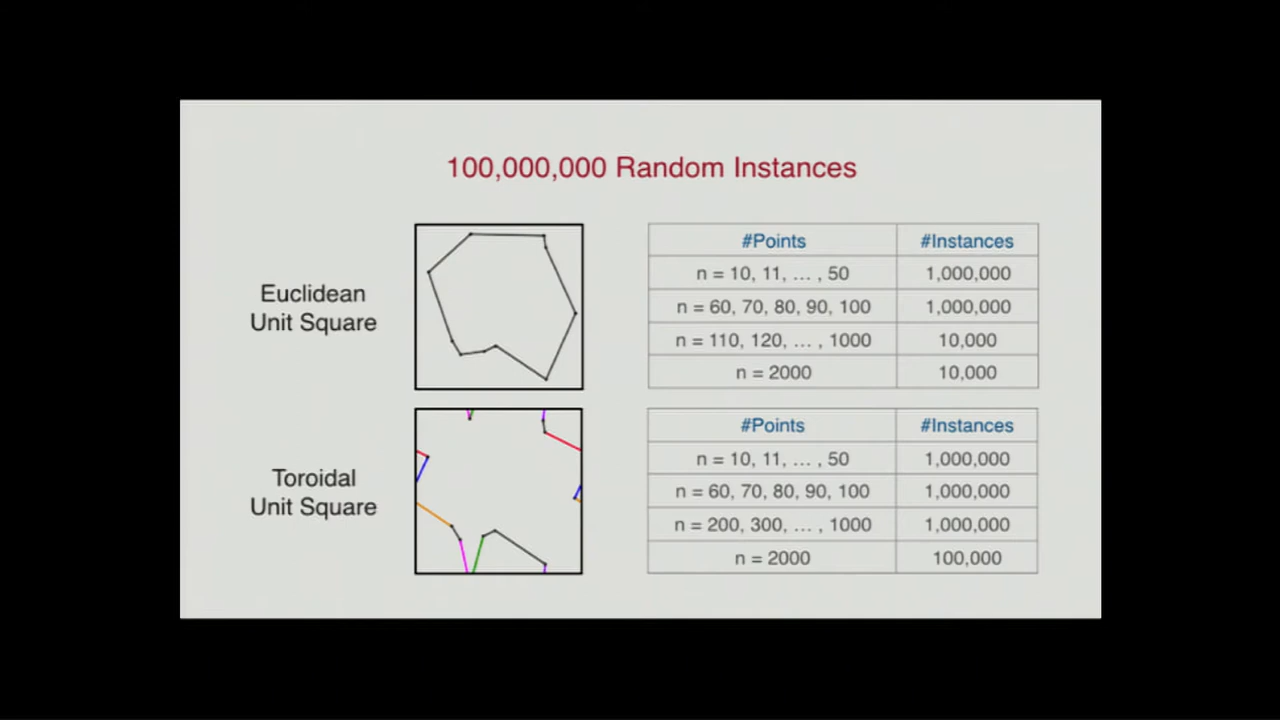 100,000,000 Random Instances
Euclidean
Unit Square
#Points #Instances
n = 10, 11, … , 50 1,000,000
n = 60, 70, 80, 90, 100 1,000,000
n = 110, 120, … , 1000 10,000
n = 2000 10,000
Toroidal
Unit Square
#Points #Instances
n = 10, 11, … , 50 1,000,000
n = 60, 70, 80, 90, 100 1,000,000
n = 200, 300, … , 1000 1,000,000
n = 2000 100,000